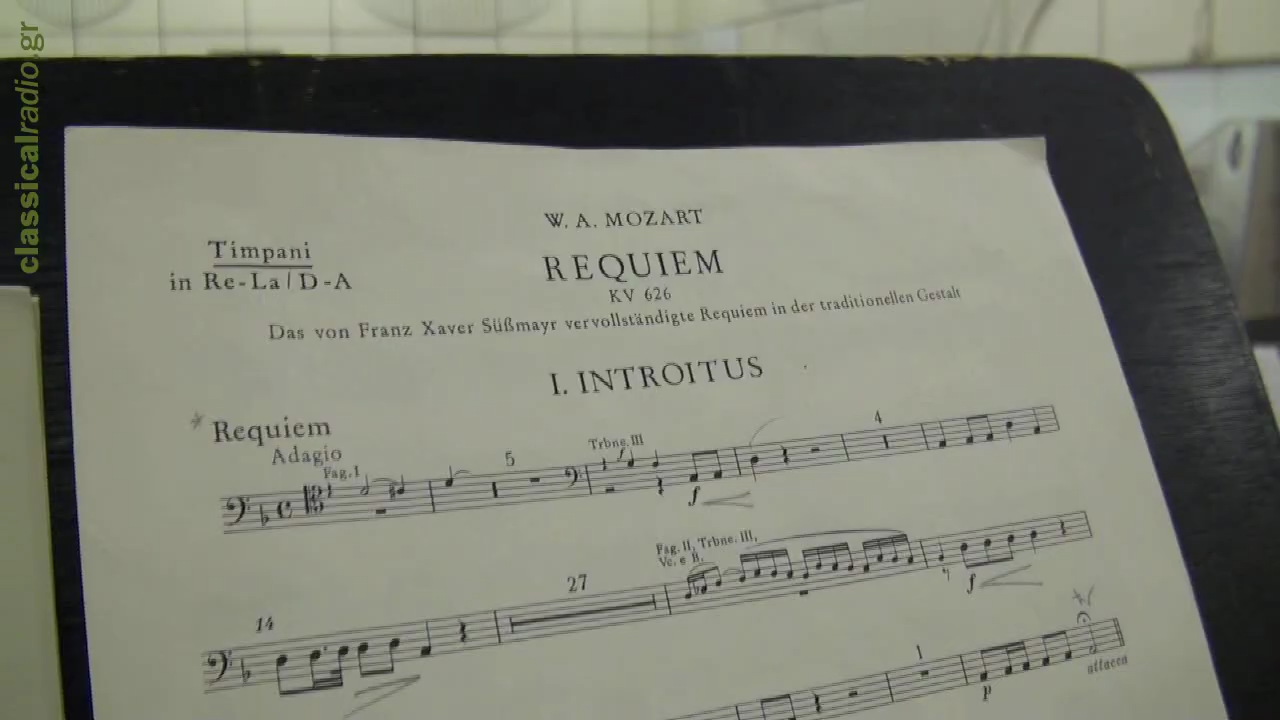 classicalradio.gr
W. A. MOZART
Timpani
in Re-La / D-A
REQUIEM
KV 626
Das von Franz Xaver Süßmayr vervollständigte Requiem in der traditionellen Gestalt
I. INTROITUS
* Requiem
Adagio
Fag. I
5
Trbne. III
4
f
f
14
27
Fag. II, Trbne. III,
Vc. e B.
f
1
p
attacca